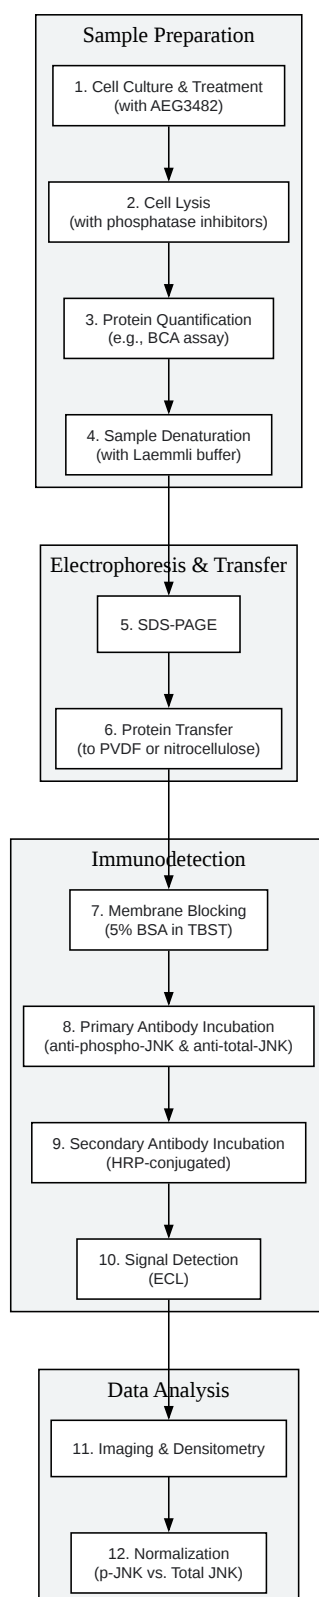 Sample Preparation
1. Cell Culture & Treatment
(with AEG3482)
2. Cell Lysis
(with phosphatase inhibitors)
3. Protein Quantification
(e.g., BCA assay)
4. Sample Denaturation
(with Laemmli buffer)
Electrophoresis & Transfer
5. SDS-PAGE
6. Protein Transfer
(to PVDF or nitrocellulose)
Immunodetection
7. Membrane Blocking
(5% BSA in TBST)
8. Primary Antibody Incubation
(anti-phospho-JNK & anti-total-JNK)
9. Secondary Antibody Incubation
(HRP-conjugated)
10. Signal Detection
(ECL)
Data Analysis
11. Imaging & Densitometry
12. Normalization
(p-JNK vs. Total JNK)